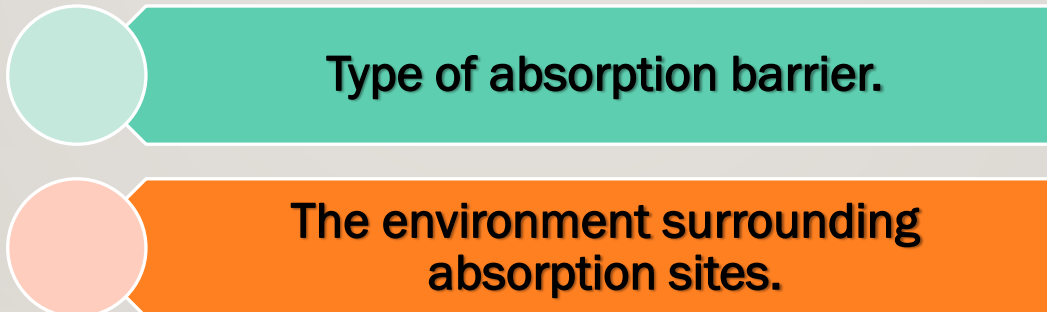 Type of absorption barrier.
The environment surrounding
absorption sites.